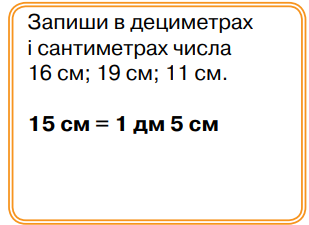 Запиши в дециметрах
і сантиметрах числа
16 см; 19 см; 11 см.
15 см = 1 дм 5 см